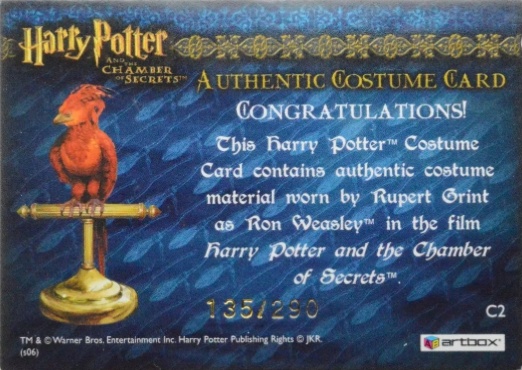 Harry Potter
AND THE
CHAMBER
OF SECRETS™
AUTHENTIC COSTUME CARD
CONGRATULATIONS!
This Harry Potter™ Costume
Card contains authentic costume
material worn by Rupert Grint
as Ron Weasley™ in the film
Harry Potter and the Chamber
of Secrets™.
135/290
C2
TM & © Warner Bros. Entertainment Inc. Harry Potter Publishing Rights © JKR.
(s06)
artbox